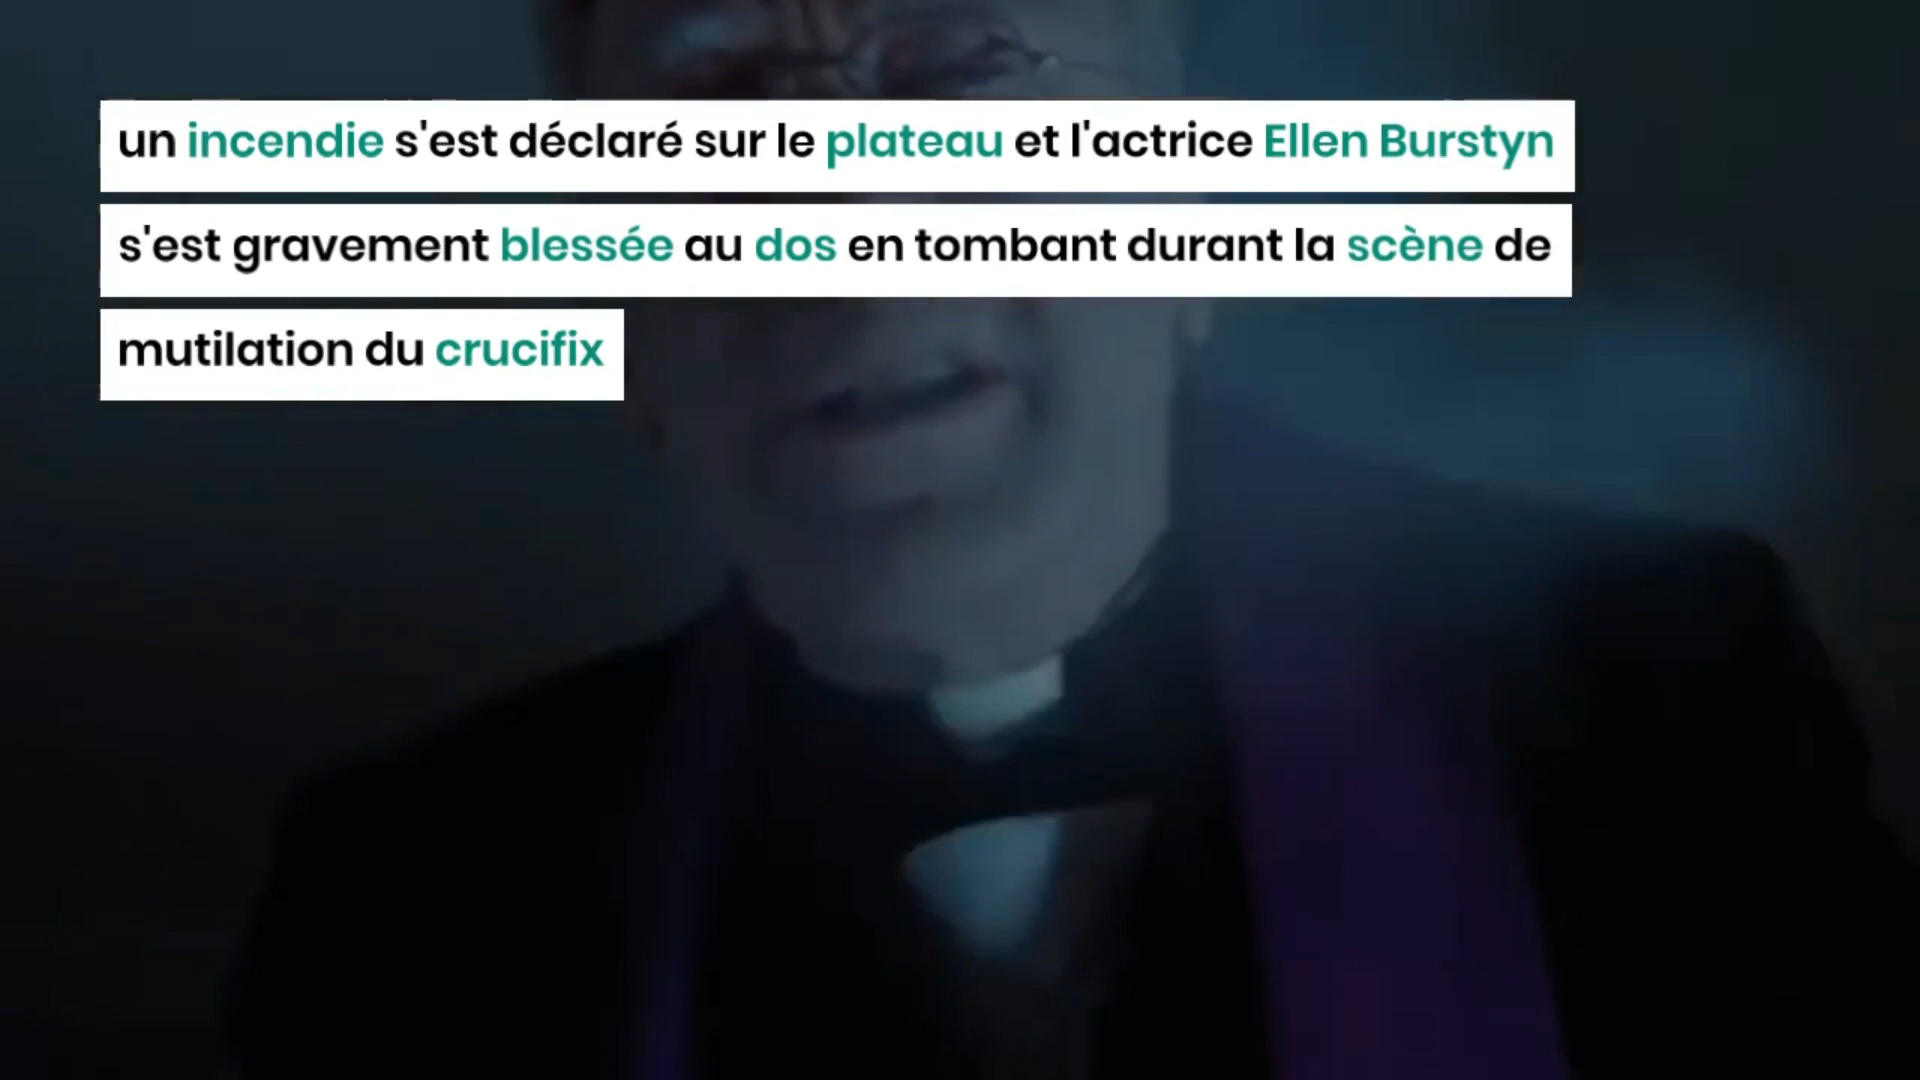 un incendie s'est déclaré sur le plateau et l'actrice Ellen Burstyn
s'est gravement blessée au dos en tombant durant la scène de
mutilation du crucifix